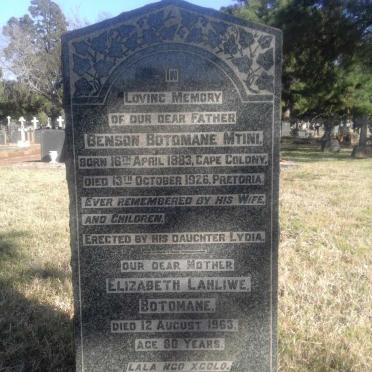 IN
LOVING MEMORY
OF OUR DEAR FATHER
BENSON BOTOMANE MTINI.
BORN 16TH APRIL 1883, CAPE COLONY,
DIED 13TH OCTOBER 1926, PRETORIA.
EVER REMEMBERED BY HIS WIFE,
AND CHILDREN.
ERECTED BY HIS DAUGHTER LYDIA.
OUR DEAR MOTHER
ELIZABETH LAHLIWE,
BOTOMANE.
DIED 12 AUGUST 1963.
AGE 80 YEARS.
LALA NGO XGOLO.